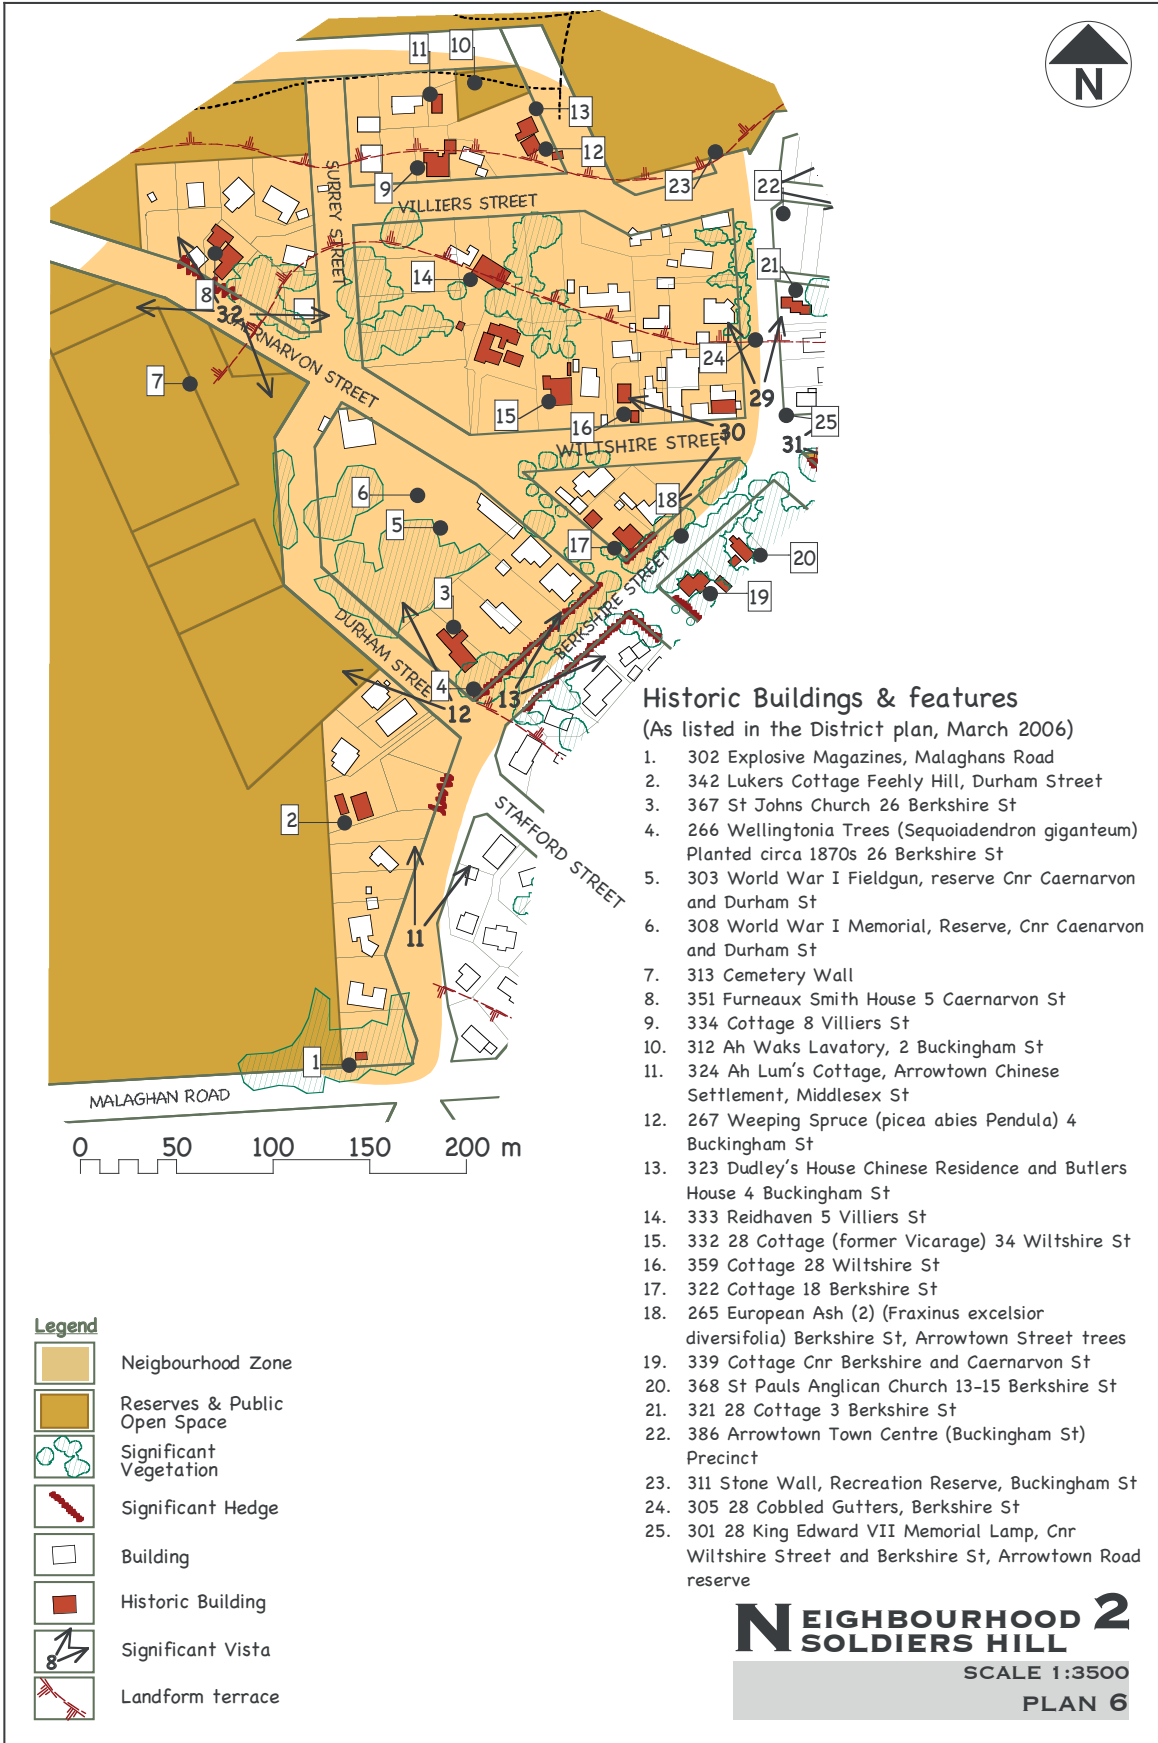 11
10
N
13
12
22
SURREY STREET
9
VILLIERS STREET
23
21
14
8
32
CAERNARVON STREET
24
7
29
15
16
30
25
WILTSHIRE STREET
31
6
18
5
17
20
BERKSHIRE STREET
3
19
DURHAM STREET
4
13
12
STAFFORD STREET
2
11
1
MALAGHAN ROAD
0 50 100 150 200 m
Historic Buildings & features
(As listed in the District plan, March 2006)
1. 302 Explosive Magazines, Malaghans Road
2. 342 Lukers Cottage Feehly Hill, Durham Street
3. 367 St Johns Church 26 Berkshire St
4. 266 Wellingtonia Trees (Sequoiadendron giganteum)
Planted circa 1870s 26 Berkshire St
5. 303 World War I Fieldgun, reserve Cnr Caernarvon
and Durham St
6. 308 World War I Memorial, Reserve, Cnr Caenarvon
and Durham St
7. 313 Cemetery Wall
8. 351 Furneaux Smith House 5 Caernarvon St
9. 334 Cottage 8 Villiers St
10. 312 Ah Waks Lavatory, 2 Buckingham St
11. 324 Ah Lum's Cottage, Arrowtown Chinese
Settlement, Middlesex St
12. 267 Weeping Spruce (picea abies Pendula) 4
Buckingham St
13. 323 Dudley's House Chinese Residence and Butlers
House 4 Buckingham St
14. 333 Reidhaven 5 Villiers St
15. 332 28 Cottage (former Vicarage) 34 Wiltshire St
16. 359 Cottage 28 Wiltshire St
17. 322 Cottage 18 Berkshire St
18. 265 European Ash (2) (Fraxinus excelsior
diversifolia) Berkshire St, Arrowtown Street trees
19. 339 Cottage Cnr Berkshire and Caernarvon St
20. 368 St Pauls Anglican Church 13-15 Berkshire St
21. 321 28 Cottage 3 Berkshire St
22. 386 Arrowtown Town Centre (Buckingham St)
Precinct
23. 311 Stone Wall, Recreation Reserve, Buckingham St
24. 305 28 Cobbled Gutters, Berkshire St
25. 301 28 King Edward VII Memorial Lamp, Cnr
Wiltshire Street and Berkshire St, Arrowtown Road
reserve
Legend
Neigbourhood Zone
Reserves & Public
Open Space
Significant
Vegetation
Significant Hedge
Building
Historic Building
8
Significant Vista
Landform terrace
NEIGHBOURHOOD 2
SOLDIERS HILL
SCALE 1:3500
PLAN 6